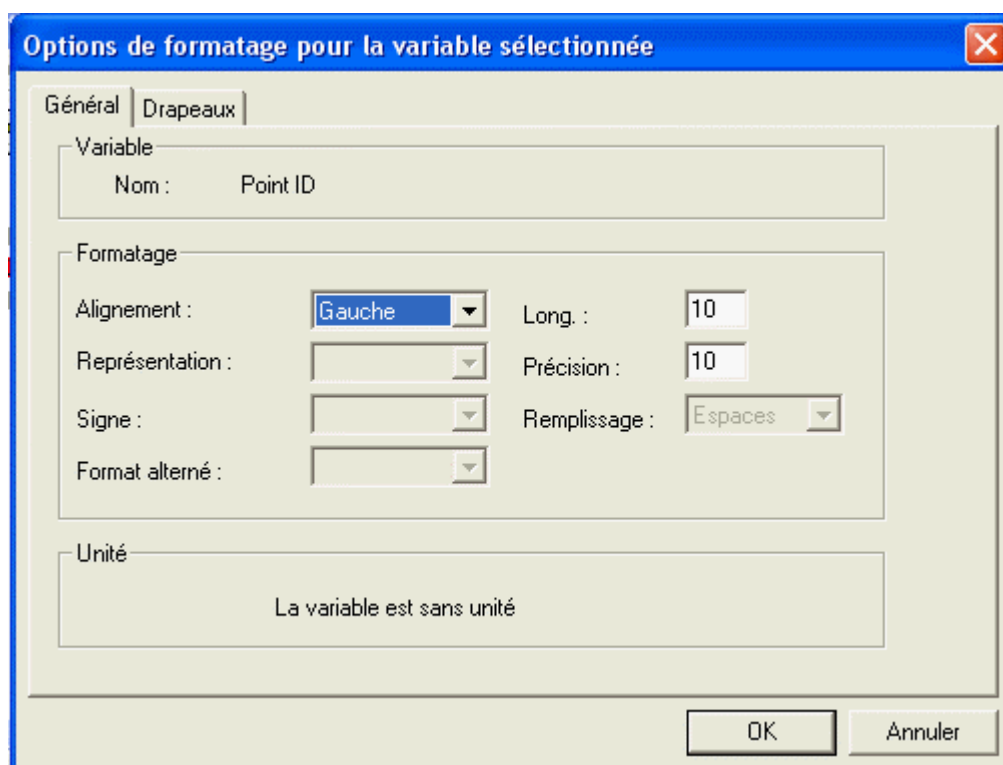 Options de formatage pour la variable sélectionnée
Général Drapeaux
Variable
Nom : Point ID
Formatage
Alignement : Gauche Long. : 10
Représentation : Précision : 10
Signe : Remplissage : Espaces
Format alterné :
Unité
La variable est sans unité
OK Annuler